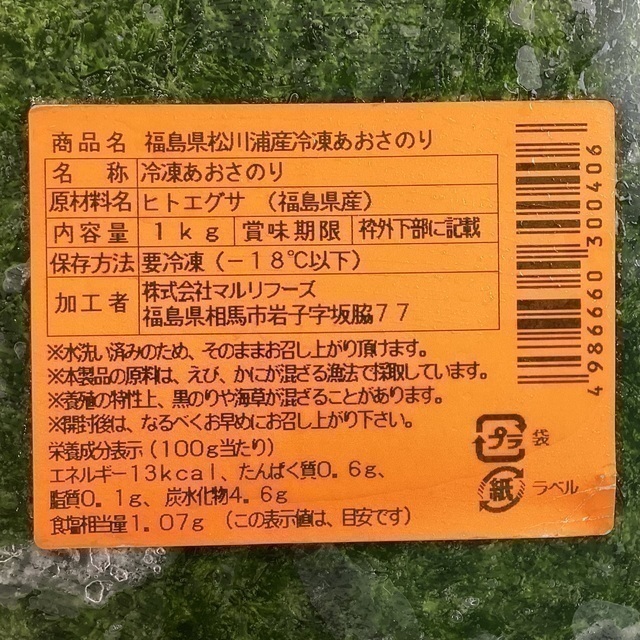 商品名 福島県松川浦産冷凍あおさのり
名称 冷凍あおさのり
原材料名 ヒトエグサ （福島県産）
内容量 1kg 賞味期限 枠外下部に記載
保存方法 要冷凍（－18℃以下）
加工者 株式会社マルリフーズ
福島県相馬市岩子字坂脇77
※水洗い済みのため、そのままお召し上がり頂けます。
※本製品の原料は、えび、かにが混ざる漁法で採取しています。
※養殖の特性上、黒のりや海草が混ざることがあります。
※開封後は、なるべくお早めにお召し上がり下さい。
栄養成分表示（100g当たり）
エネルギー13kcal、たんぱく質0.6g、
脂質0.1g、炭水化物4.6g
食塩相当量1.07g （この表示値は、目安です）
4986660300406
プラ 袋
紙 ラベル